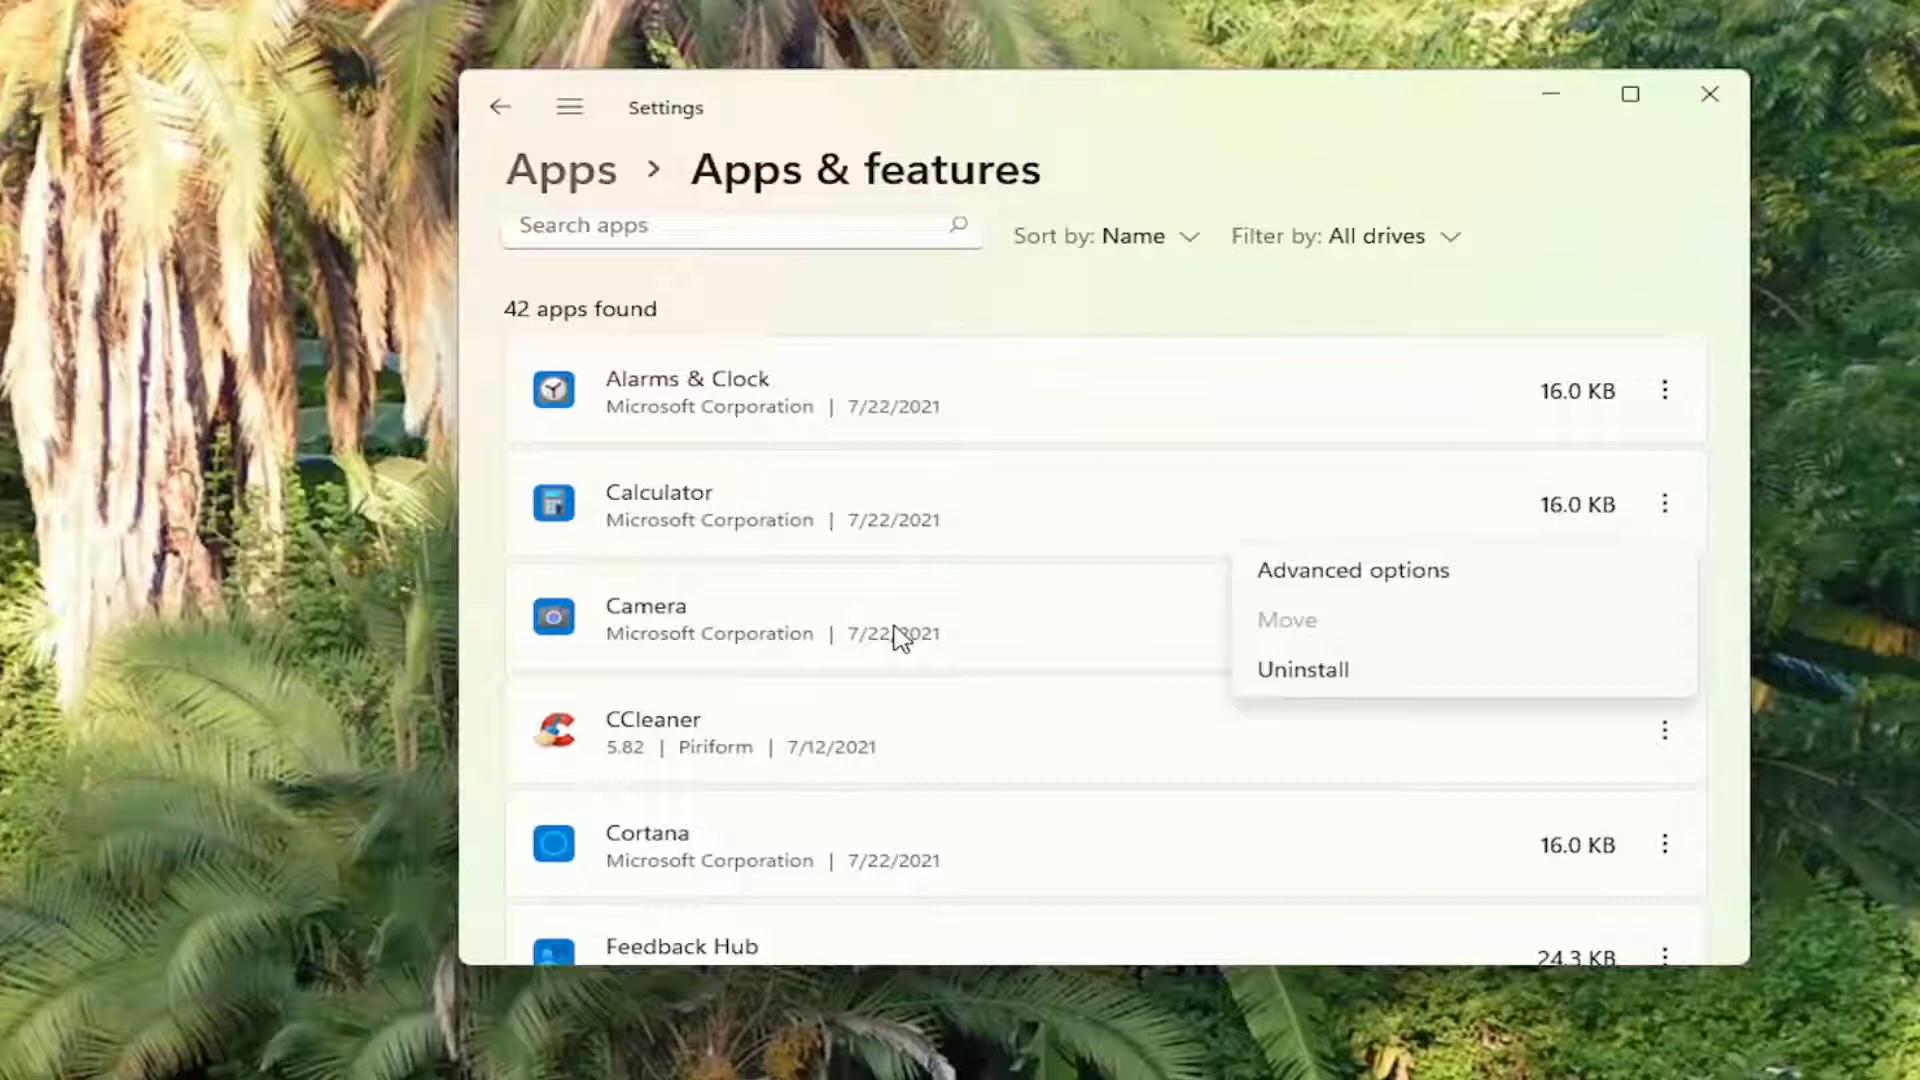 Settings
Apps > Apps & features
Search apps
Sort by: Name
Filter by: All drives
42 apps found
Alarms & Clock
Microsoft Corporation | 7/22/2021
16.0 KB
Calculator
Microsoft Corporation | 7/22/2021
16.0 KB
Advanced options
Move
Uninstall
Camera
Microsoft Corporation | 7/22/2021
CCleaner
5.82 | Piriform | 7/12/2021
Cortana
Microsoft Corporation | 7/22/2021
16.0 KB
Feedback Hub
24.3 KB